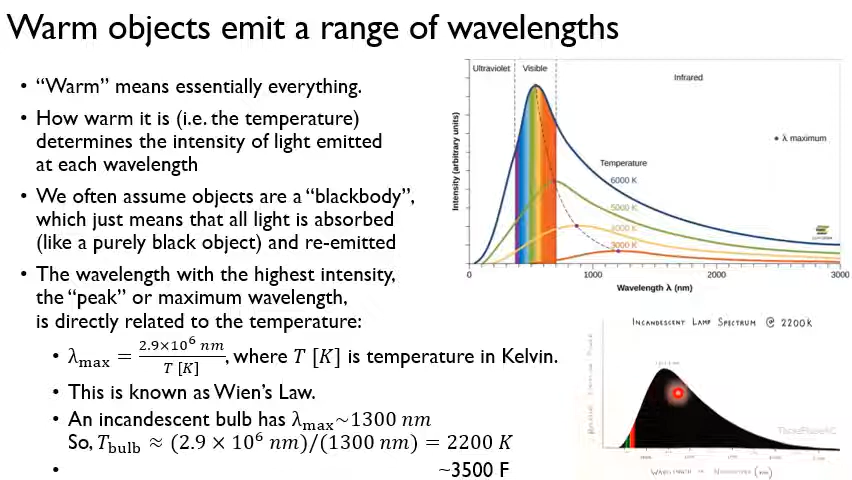 Warm objects emit a range of wavelengths
• “Warm” means essentially everything.
• How warm it is (i.e. the temperature)
determines the intensity of light emitted
at each wavelength
• We often assume objects are a “blackbody”,
which just means that all light is absorbed
(like a purely black object) and re-emitted
• The wavelength with the highest intensity,
the “peak” or maximum wavelength,
is directly related to the temperature:
• λmax = 2.9×10⁶ nm / T [K], where T [K] is temperature in Kelvin.
• This is known as Wien’s Law.
• An incandescent bulb has λmax~1300 nm
So, Tbulb ≈ (2.9 × 10⁶ nm)/(1300 nm) = 2200 K
• ~3500 F
Ultraviolet Visible Infrared
Intensity (arbitrary units)
• λ maximum
Temperature
6000 K
5000 K
4000 K
3000 K
0 1000 2000 3000
Wavelength λ (nm)
INCANDESCENT LAMP SPECTRUM @ 2200K